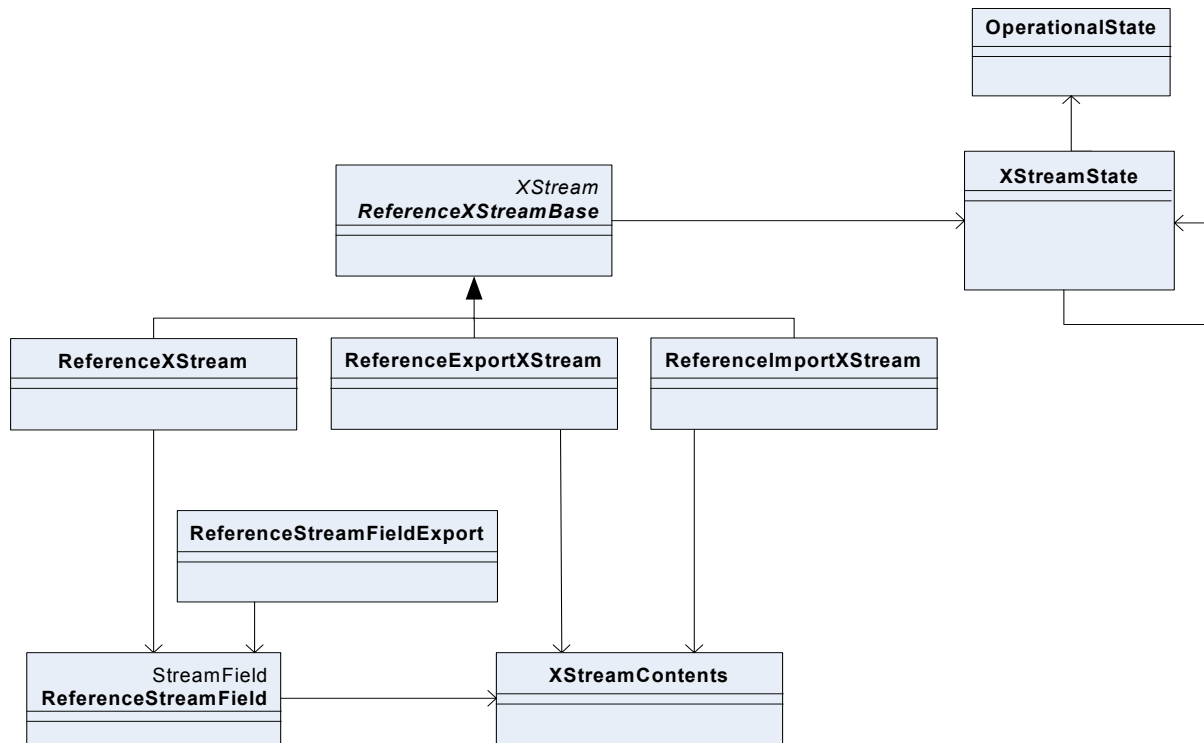 OperationalState
XStreamState
XStream
ReferenceXStreamBase
ReferenceXStream
ReferenceExportXStream
ReferenceImportXStream
ReferenceStreamFieldExport
StreamField
ReferenceStreamField
XStreamContents